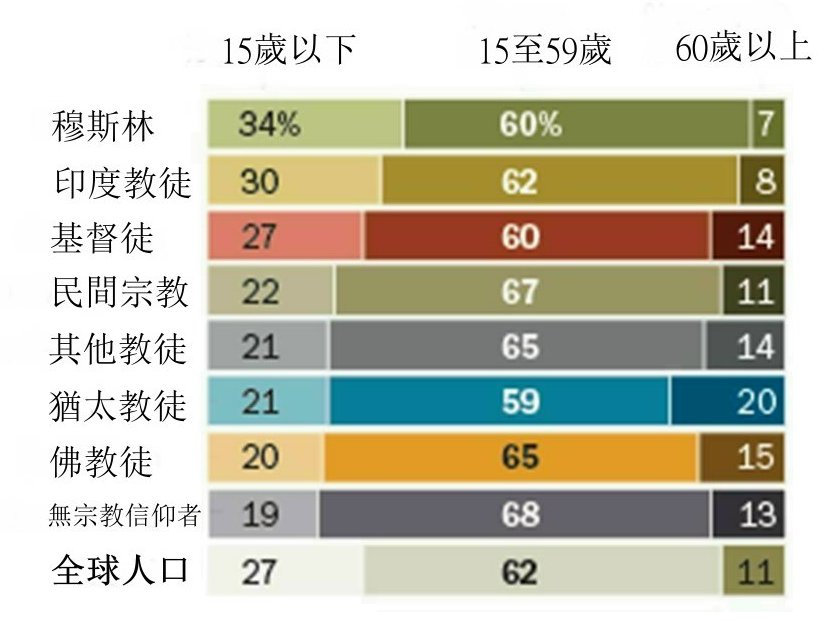 15歲以下 15至59歲 60歲以上
穆斯林 34% 60% 7
印度教徒 30 62 8
基督徒 27 60 14
民間宗教 22 67 11
其他教徒 21 65 14
猶太教徒 21 59 20
佛教徒 20 65 15
無宗教信仰者 19 68 13
全球人口 27 62 11